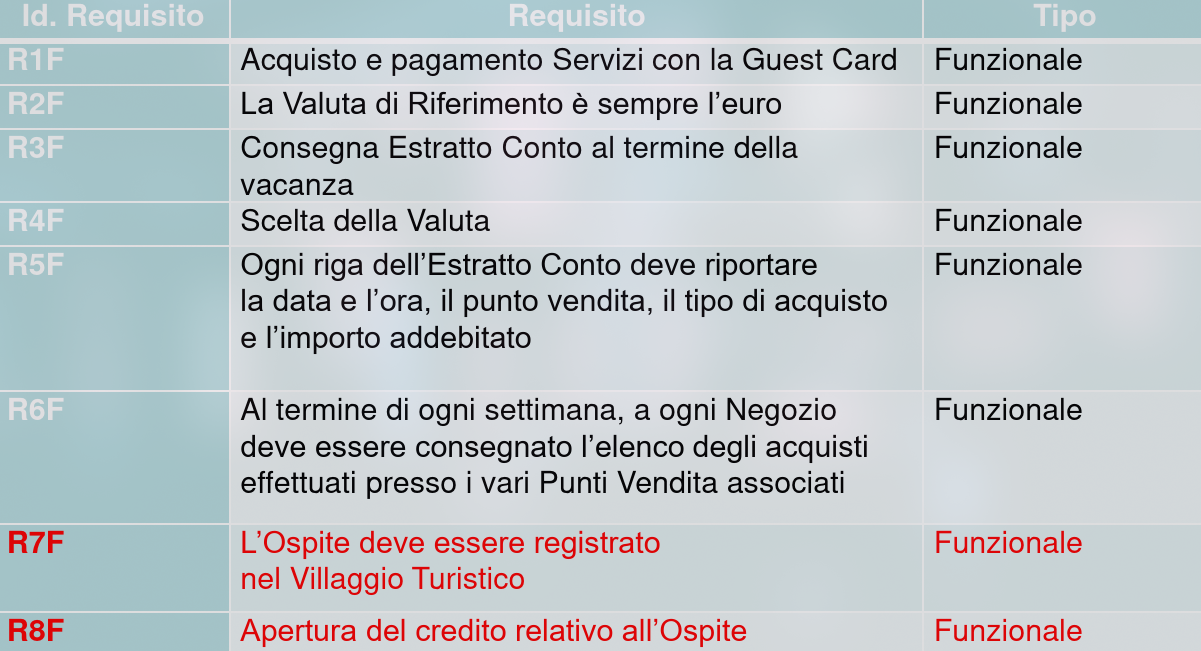 Id. Requisito Requisito Tipo
R1F Acquisto e pagamento Servizi con la Guest Card Funzionale
R2F La Valuta di Riferimento è sempre l’euro Funzionale
R3F Consegna Estratto Conto al termine della Funzionale
vacanza
R4F Scelta della Valuta Funzionale
R5F Ogni riga dell’Estratto Conto deve riportare Funzionale
la data e l’ora, il punto vendita, il tipo di acquisto
e l’importo addebitato
R6F Al termine di ogni settimana, a ogni Negozio Funzionale
deve essere consegnato l’elenco degli acquisti
effettuati presso i vari Punti Vendita associati
R7F L’Ospite deve essere registrato Funzionale
nel Villaggio Turistico
R8F Apertura del credito relativo all’Ospite Funzionale